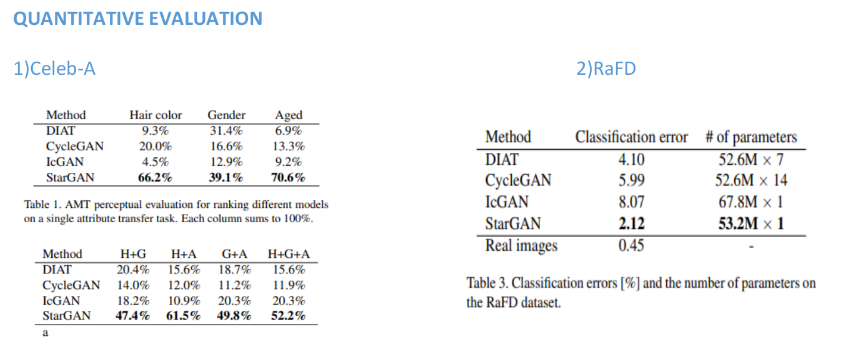 QUANTITATIVE EVALUATION
1)Celeb-A
Method Hair color Gender Aged
DIAT 9.3% 31.4% 6.9%
CycleGAN 20.0% 16.6% 13.3%
IcGAN 4.5% 12.9% 9.2%
StarGAN 66.2% 39.1% 70.6%
Table 1. AMT perceptual evaluation for ranking different models
on a single attribute transfer task. Each column sums to 100%.
Method H+G H+A G+A H+G+A
DIAT 20.4% 15.6% 18.7% 15.6%
CycleGAN 14.0% 12.0% 11.2% 11.9%
IcGAN 18.2% 10.9% 20.3% 20.3%
StarGAN 47.4% 61.5% 49.8% 52.2%
a
2)RaFD
Method Classification error # of parameters
DIAT 4.10 52.6M × 7
CycleGAN 5.99 52.6M × 14
IcGAN 8.07 67.8M × 1
StarGAN 2.12 53.2M × 1
Real images 0.45 -
Table 3. Classification errors [%] and the number of parameters on
the RaFD dataset.